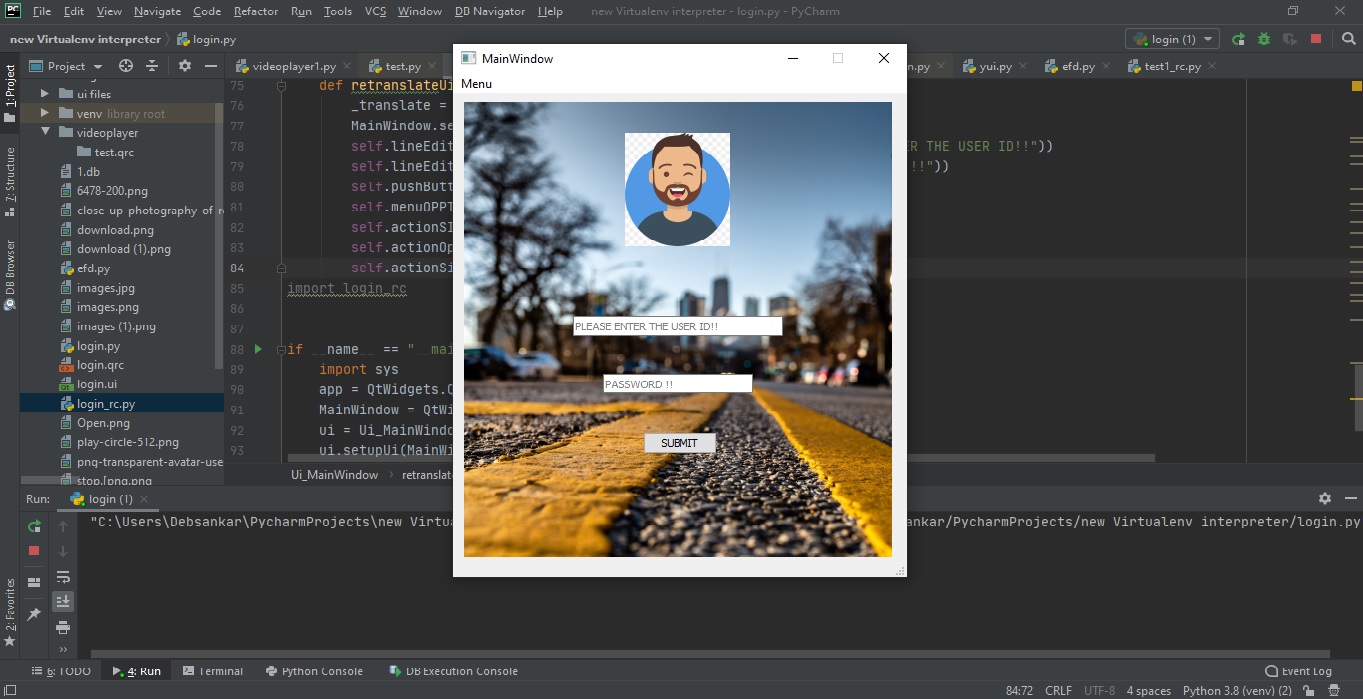 PC File Edit View Navigate Code Refactor Run Tools VCS Window DB Navigator Help new Virtualenv interpreter - login.py - PyCharm
new Virtualenv interpreter login.py login (1)
Project videoplayer1.py test.py n.py yui.py efd.py test1_rc.py
1: Project
7: Structure
DB Browser
2: Favorites
ui files
venv library root
videoplayer
test.qrc
1.db
6478-200.png
close up photography of r
download.png
download (1).png
efd.py
images.jpg
images.png
images (1).png
login.py
login.qrc
login.ui
login_rc.py
Open.png
play-circle-512.png
png-transparent-avatar-use
stop.[png.png
75 def retranslateUi
76 _translate =
77 MainWindow.se
78 self.lineEdit ER THE USER ID!!"))
79 self.lineEdit !!"))
80 self.pushButt
81 self.menuOPPT
82 self.actionSI
83 self.actionOp
84 self.actionSi
85 import login_rc
86
87
88 if __name__ == "__mai
89 import sys
90 app = QtWidgets.Q
91 MainWindow = QtWi
92 ui = Ui_MainWindo
93 ui.setupUi(MainWi
Ui_MainWindow retranslate
MainWindow
Menu
PLEASE ENTER THE USER ID!!
PASSWORD !!
SUBMIT
Run: login (1)
"C:\Users\Debsankar\PycharmProjects\new Virtua ankar/PycharmProjects/new Virtualenv interpreter/login.py
6: TODO 4: Run Terminal Python Console DB Execution Console Event Log
84:72 CRLF UTF-8 4 spaces Python 3.8 (venv) (2)